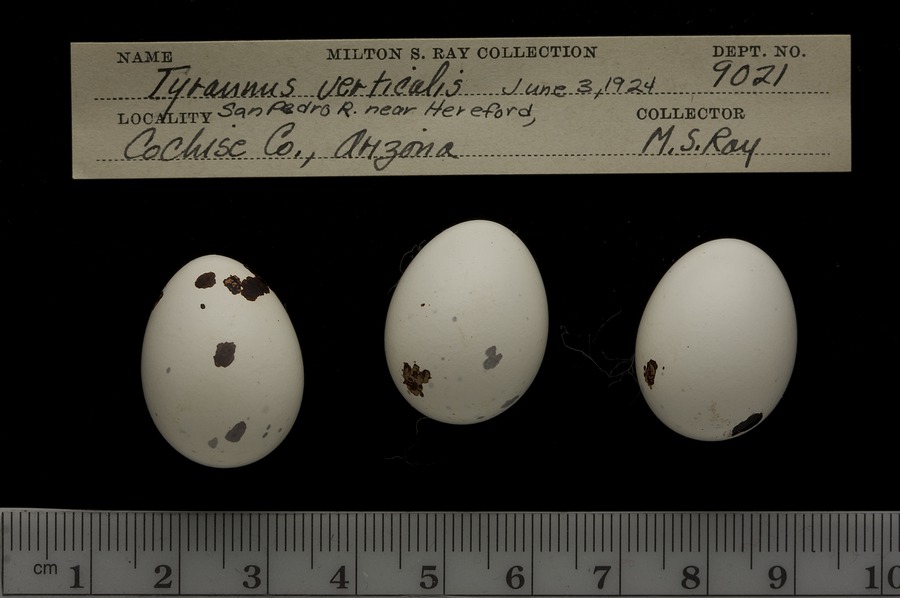 NAME MILTON S. RAY COLLECTION DEPT. NO.
Tyrannus verticalis June 3, 1924 9021
LOCALITY San Pedro R. near Hereford, COLLECTOR
Cochise Co., Arizona M. S. Ray
cm 1 2 3 4 5 6 7 8 9 10